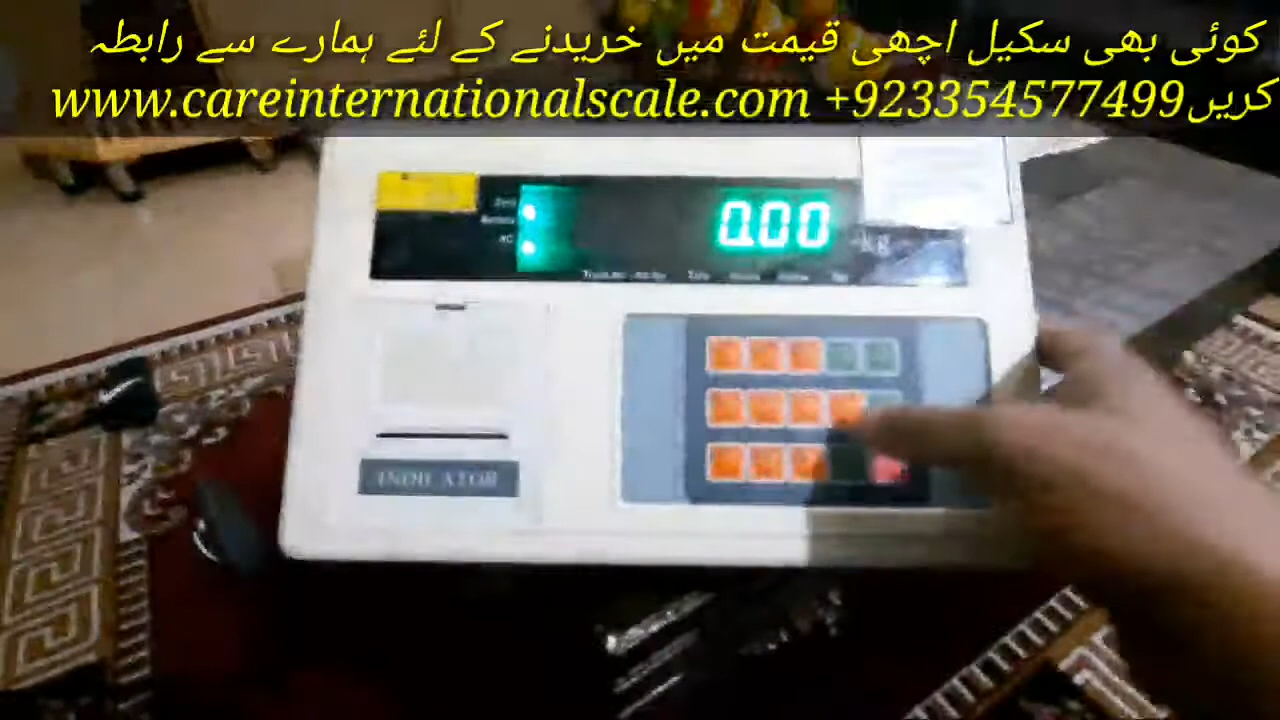 کوئی بھی سکیل اچھی قیمت میں خریدنے کے لئے ہمارے سے رابطہ
کریں www.careinternationalscale.com +923354577499
0.00
kg
INDICATOR